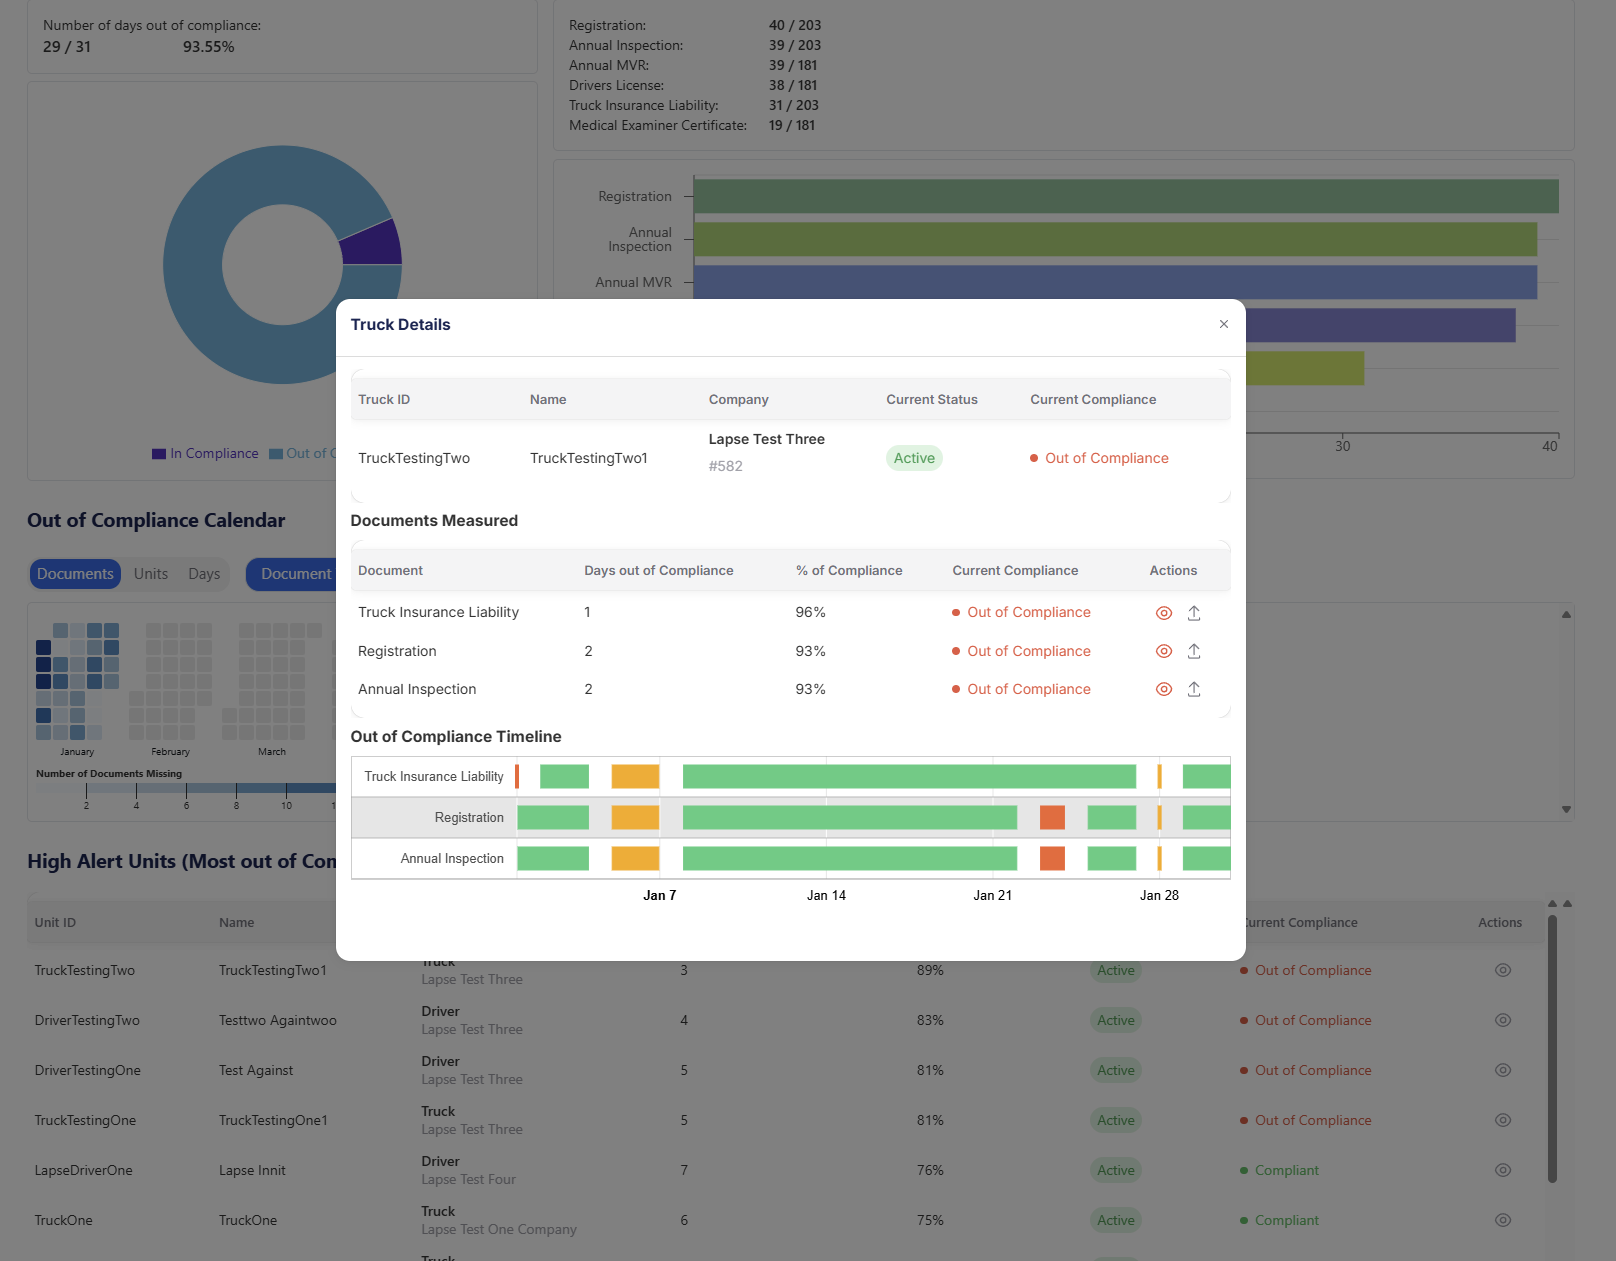 Number of days out of compliance:
29 / 31 93.55%
Registration: 40 / 203
Annual Inspection: 39 / 203
Annual MVR: 39 / 181
Drivers License: 38 / 181
Truck Insurance Liability: 31 / 203
Medical Examiner Certificate: 19 / 181
Registration
Annual
Inspection
Annual MVR
30 40
In Compliance Out of C
Out of Compliance Calendar
Documents Units Days Document
January February March
Number of Documents Missing
2 4 6 8 10
Truck Details
Truck ID Name Company Current Status Current Compliance
TruckTestingTwo TruckTestingTwo1 Lapse Test Three Active Out of Compliance
#582
Documents Measured
Document Days out of Compliance % of Compliance Current Compliance Actions
Truck Insurance Liability 1 96% Out of Compliance
Registration 2 93% Out of Compliance
Annual Inspection 2 93% Out of Compliance
Out of Compliance Timeline
Truck Insurance Liability
Registration
Annual Inspection
Jan 7 Jan 14 Jan 21 Jan 28
High Alert Units (Most out of Con
Unit ID Name Current Compliance Actions
TruckTestingTwo TruckTestingTwo1 Truck 3 89% Active Out of Compliance
Lapse Test Three
DriverTestingTwo Testtwo Againtwoo Driver 4 83% Active Out of Compliance
Lapse Test Three
DriverTestingOne Test Against Driver 5 81% Active Out of Compliance
Lapse Test Three
TruckTestingOne TruckTestingOne1 Truck 5 81% Active Out of Compliance
Lapse Test Three
LapseDriverOne Lapse Innit Driver 7 76% Active Compliant
Lapse Test Four
TruckOne TruckOne Truck 6 75% Active Compliant
Lapse Test One Company
Truck